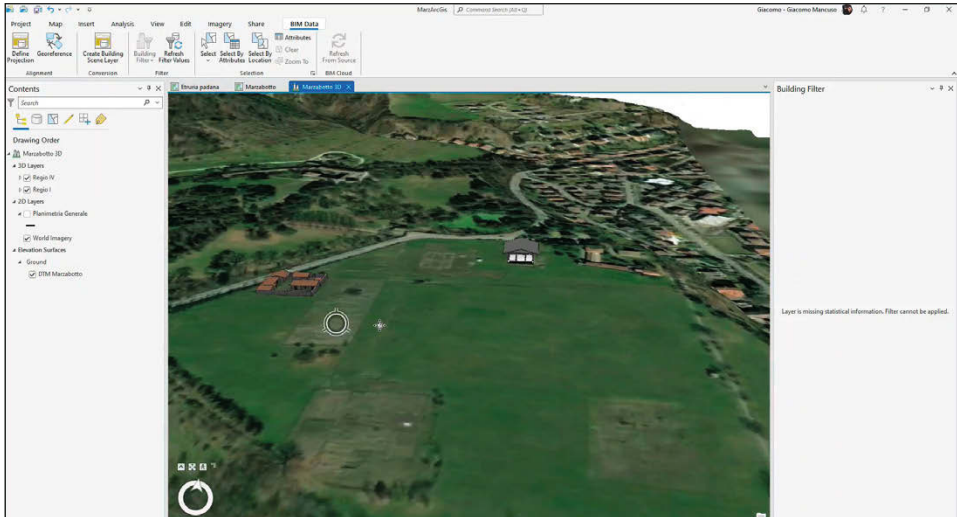 MarzArcGis
Command Search (Alt+Q)
Giacomo - Giacomo Mancuso
?
Project Map Insert Analysis View Edit Imagery Share BIM Data
Define Projection
Georeference
Alignment
Create Building Scene Layer
Conversion
Building Filter
Refresh Filter Values
Filter
Select
Select By Attributes
Select By Location
Attributes
Clear
Zoom To
Selection
Refresh From Source
BIM Cloud
Contents
Search
Drawing Order
Marzabotto 3D
3D Layers
Regio IV
Regio I
2D Layers
Planimetria Generale
World Imagery
Elevation Surfaces
Ground
DTM Marzabotto
Etruria padana
Marzabotto
Marzabotto 3D
Building Filter
Layer is missing statistical information. Filter cannot be applied.